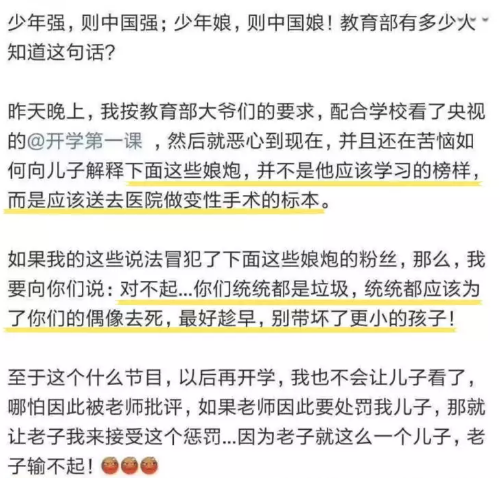 少年强，则中国强；少年娘，则中国娘！教育部有多少人
知道这句话？
昨天晚上，我按教育部大爷们的要求，配合学校看了央视
的@开学第一课 ，然后就恶心到现在，并且还在苦恼如
何向儿子解释下面这些娘炮，并不是他应该学习的榜样，
而是应该送去医院做变性手术的标本。
如果我的这些说法冒犯了下面这些娘炮的粉丝，那么，我
要向你们说：对不起...你们统统都是垃圾，统统都应该为
了你们的偶像去死，最好趁早，别带坏了更小的孩子！
至于这个什么节目，以后再开学，我也不会让儿子看了，
哪怕因此被老师批评，如果老师因此要处罚我儿子，那就
让老子我来接受这个惩罚...因为老子就这么一个儿子，老
子输不起！